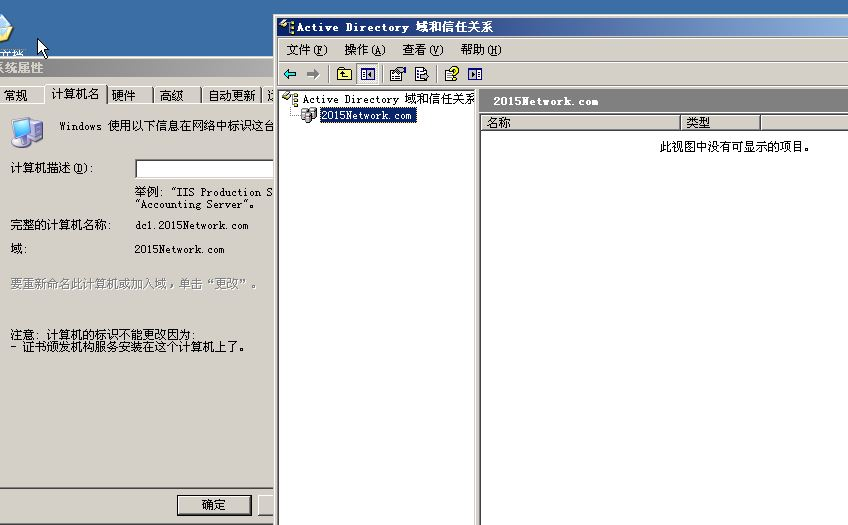 Active Directory 域和信任关系
文件(F) 操作(A) 查看(V) 帮助(H)
Active Directory 域和信任关系
2015Network.com
2015Network.com
名称 类型
此视图中没有可显示的项目。
文档
系统属性
常规 计算机名 硬件 高级 自动更新
Windows 使用以下信息在网络中标识这台
计算机描述(D):
举例: "IIS Production S
"Accounting Server"。
完整的计算机名称: dc1.2015Network.com
域: 2015Network.com
要重新命名此计算机或加入域，单击“更改”。
注意: 计算机的标识不能更改因为:
- 证书颁发机构服务安装在这个计算机上了。
确定